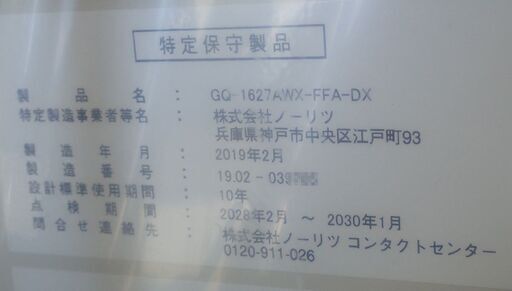 特定保守製品
製品名 : GQ-1627AWX-FFA-DX
特定製造事業者等名 : 株式会社ノーリツ
兵庫県神戸市中央区江戸町93
製造年月 : 2019年2月
製造番号 : 19.02-03
設計標準使用期間 : 10年
点検期間 : 2028年2月 ～ 2030年1月
問合せ連絡先 : 株式会社ノーリツ コンタクトセンター
0120-911-026